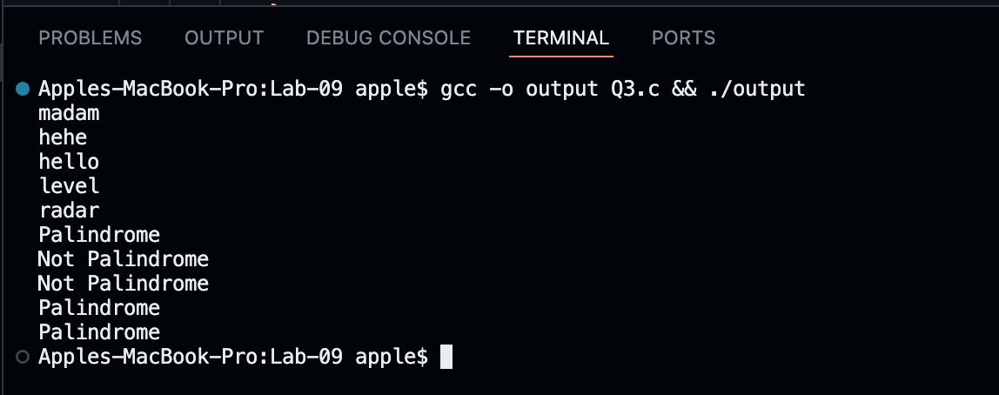 PROBLEMS OUTPUT DEBUG CONSOLE TERMINAL PORTS
Apples-MacBook-Pro:Lab-09 apple$ gcc -o output Q3.c && ./output
madam
hehe
hello
level
radar
Palindrome
Not Palindrome
Not Palindrome
Palindrome
Palindrome
Apples-MacBook-Pro:Lab-09 apple$